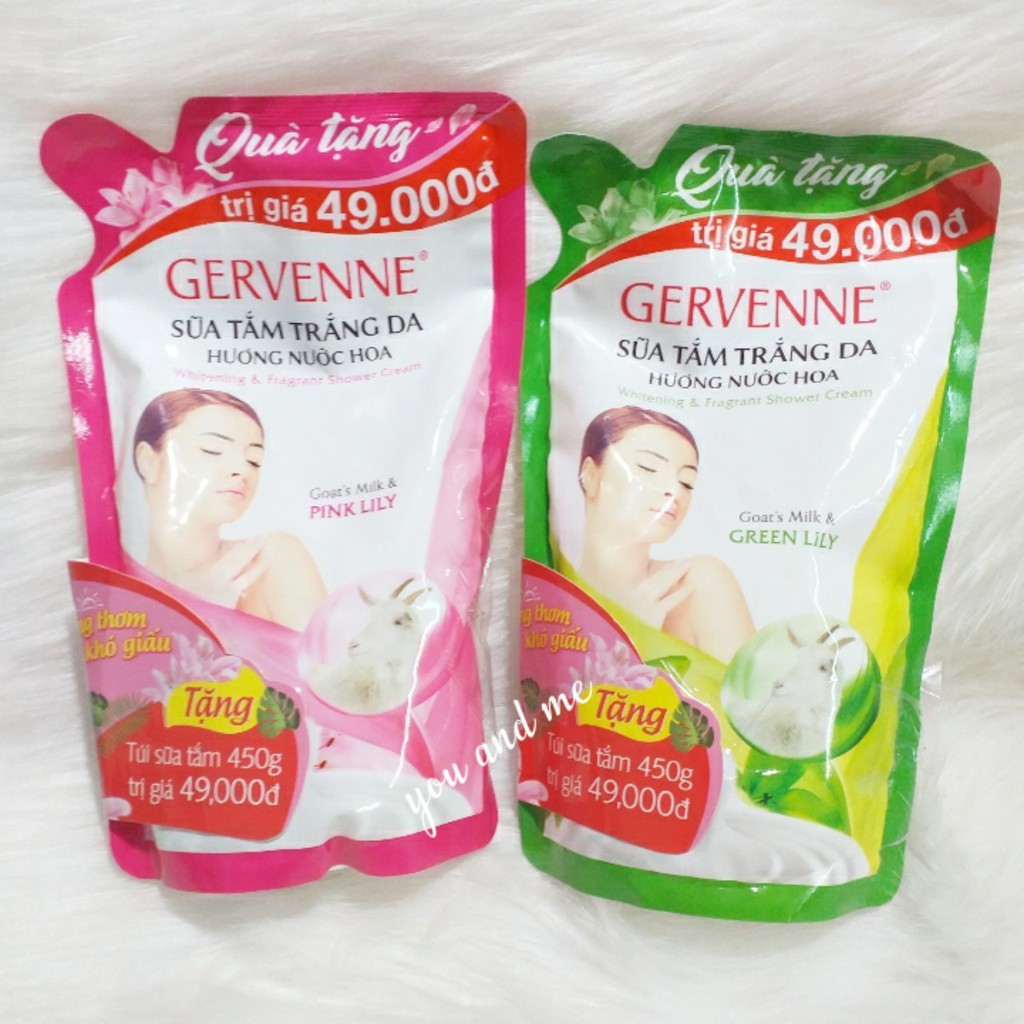 Quà tặng
trị giá 49.000đ
GERVENNE®
SỮA TẮM TRẮNG DA
HƯƠNG NƯỚC HOA
Whitening & Fragrant Shower Cream
Goat's Milk &
PINK LILY
thơm
khó giấu
Tặng
Túi sữa tắm 450g
trị giá 49,000đ
Quà tặng
trị giá 49.000đ
GERVENNE®
SỮA TẮM TRẮNG DA
HƯƠNG NƯỚC HOA
Whitening & Fragrant Shower Cream
Goat's Milk &
GREEN LILY
thơm
khó giấu
Tặng
Túi sữa tắm 450g
trị giá 49,000đ
you and me